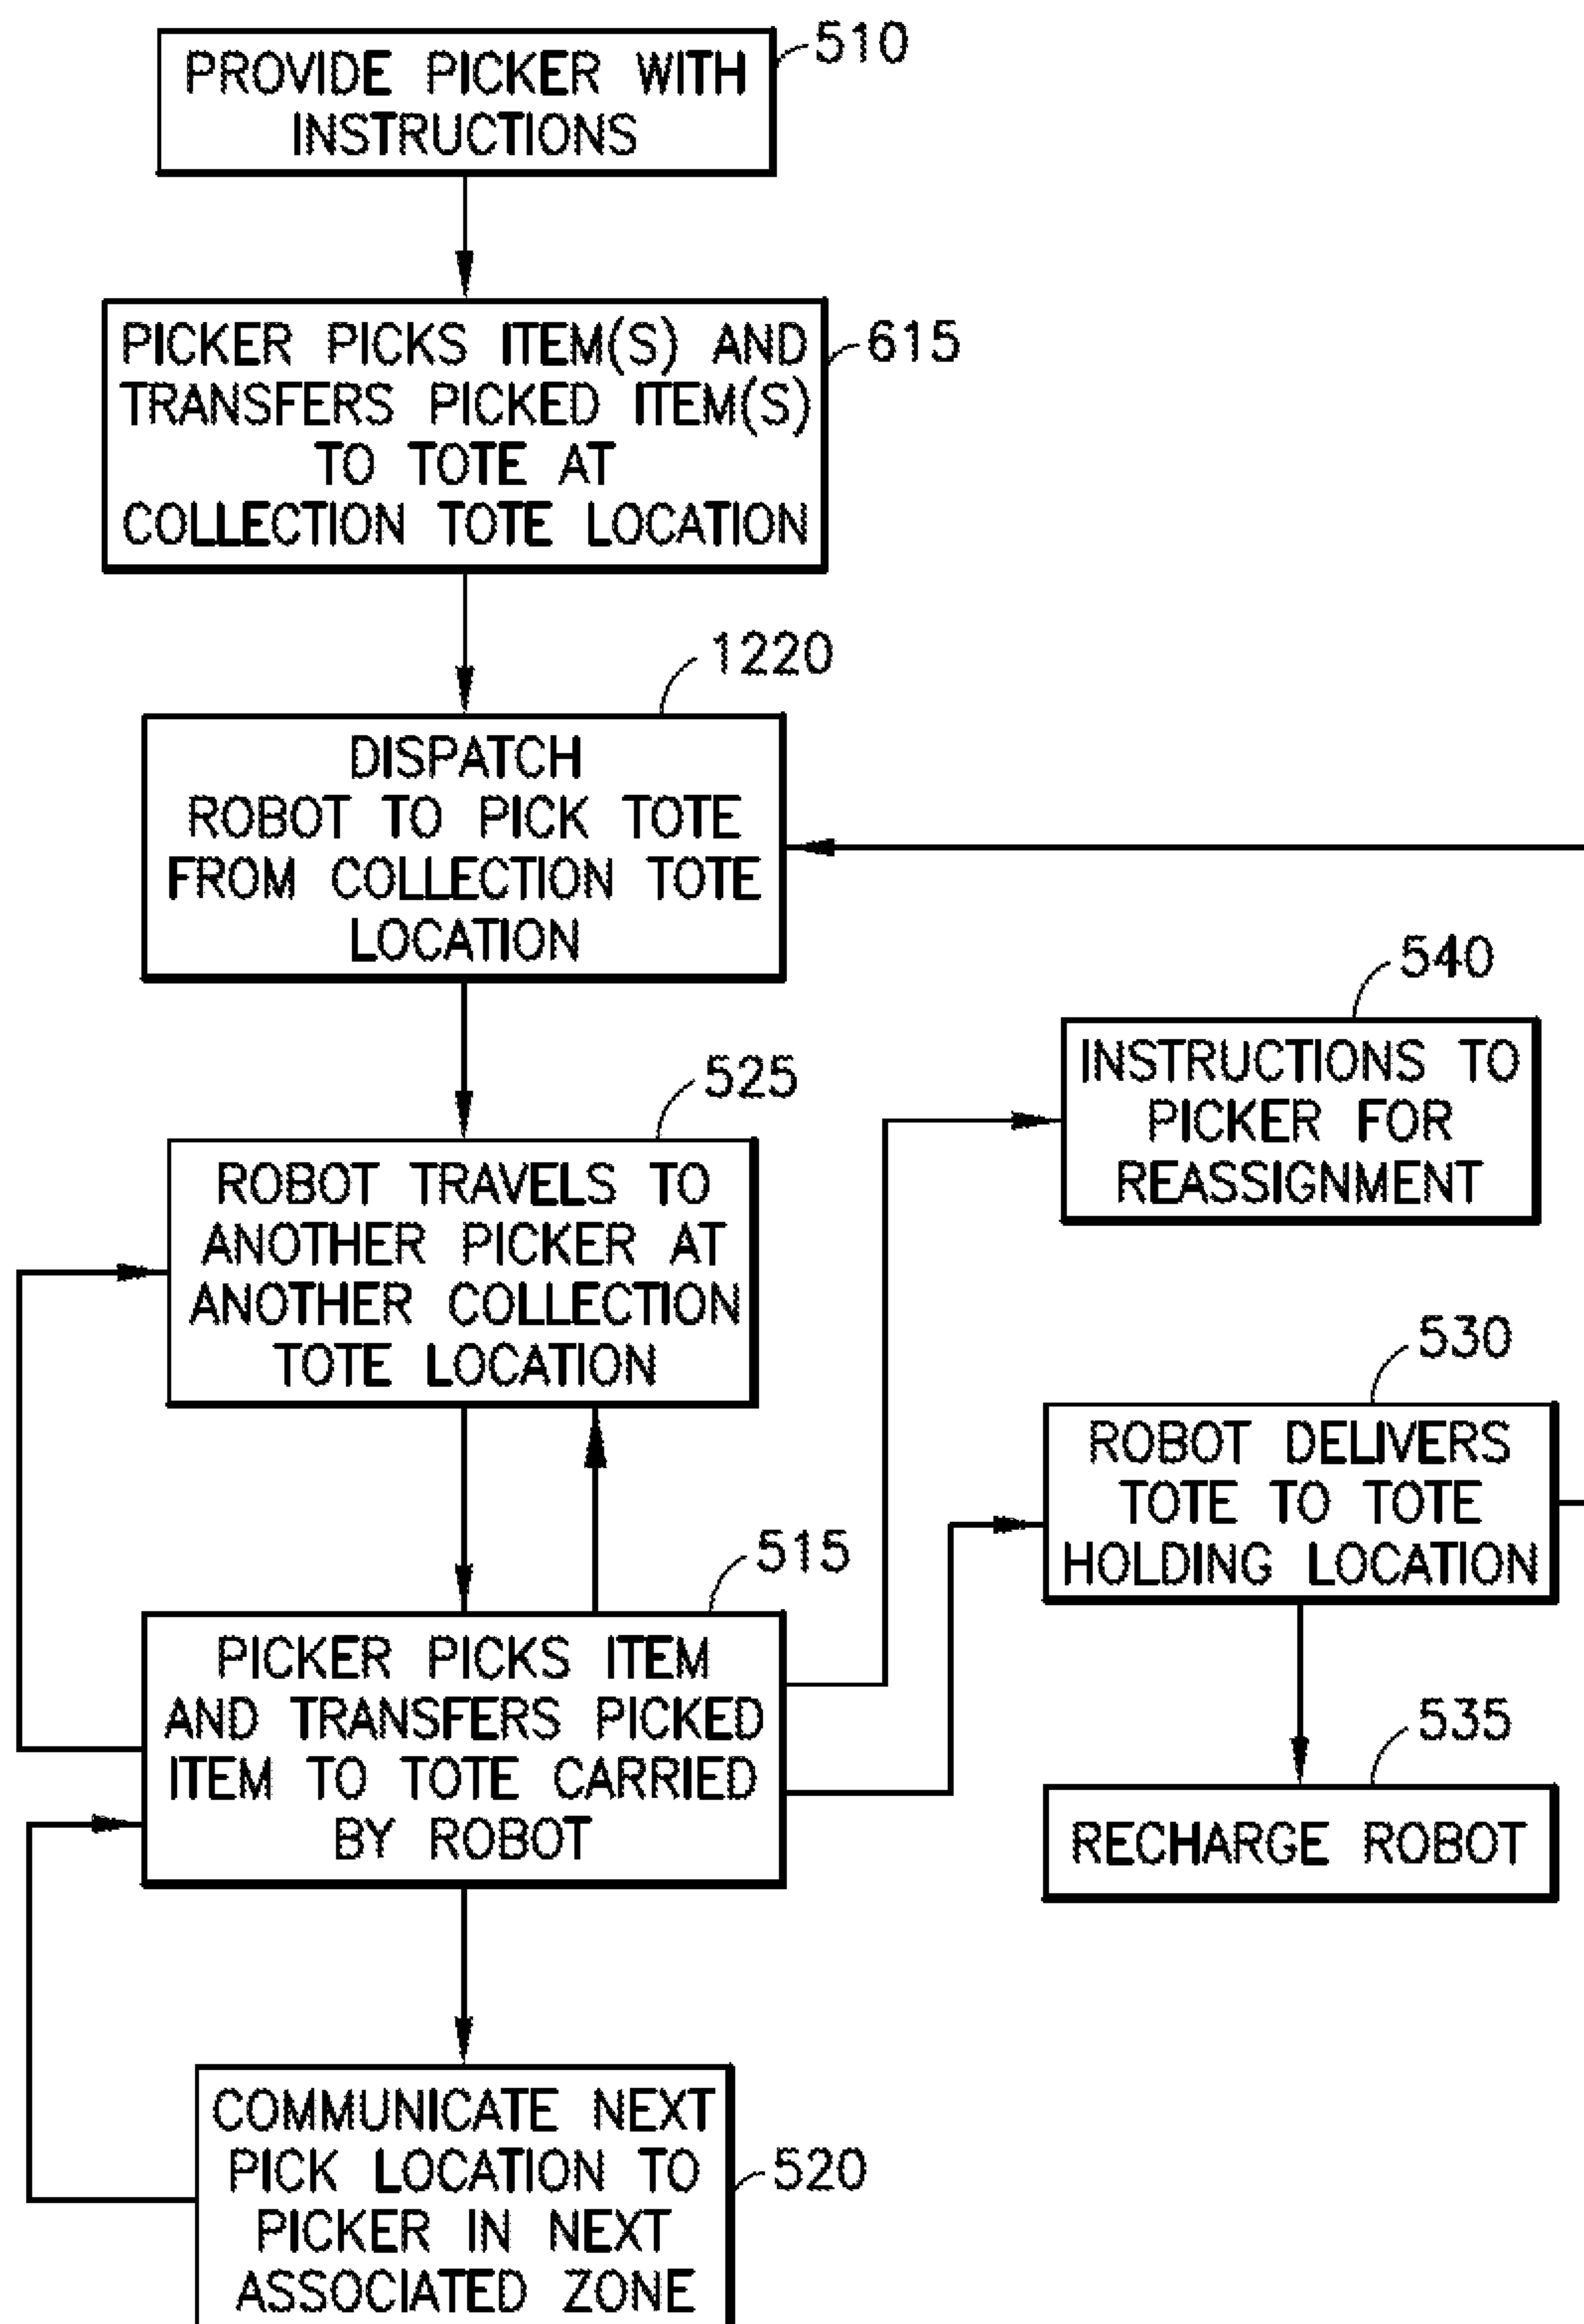 PROVIDE PICKER WITH
INSTRUCTIONS
510
PICKER PICKS ITEM(S) AND
TRANSFERS PICKED ITEM(S)
TO TOTE AT
COLLECTION TOTE LOCATION
615
1220
DISPATCH
ROBOT TO PICK TOTE
FROM COLLECTION TOTE
LOCATION
540
INSTRUCTIONS TO
PICKER FOR
REASSIGNMENT
525
ROBOT TRAVELS TO
ANOTHER PICKER AT
ANOTHER COLLECTION
TOTE LOCATION
530
ROBOT DELIVERS
TOTE TO TOTE
HOLDING LOCATION
515
PICKER PICKS ITEM
AND TRANSFERS PICKED
ITEM TO TOTE CARRIED
BY ROBOT
535
RECHARGE ROBOT
COMMUNICATE NEXT
PICK LOCATION TO
PICKER IN NEXT
ASSOCIATED ZONE
520